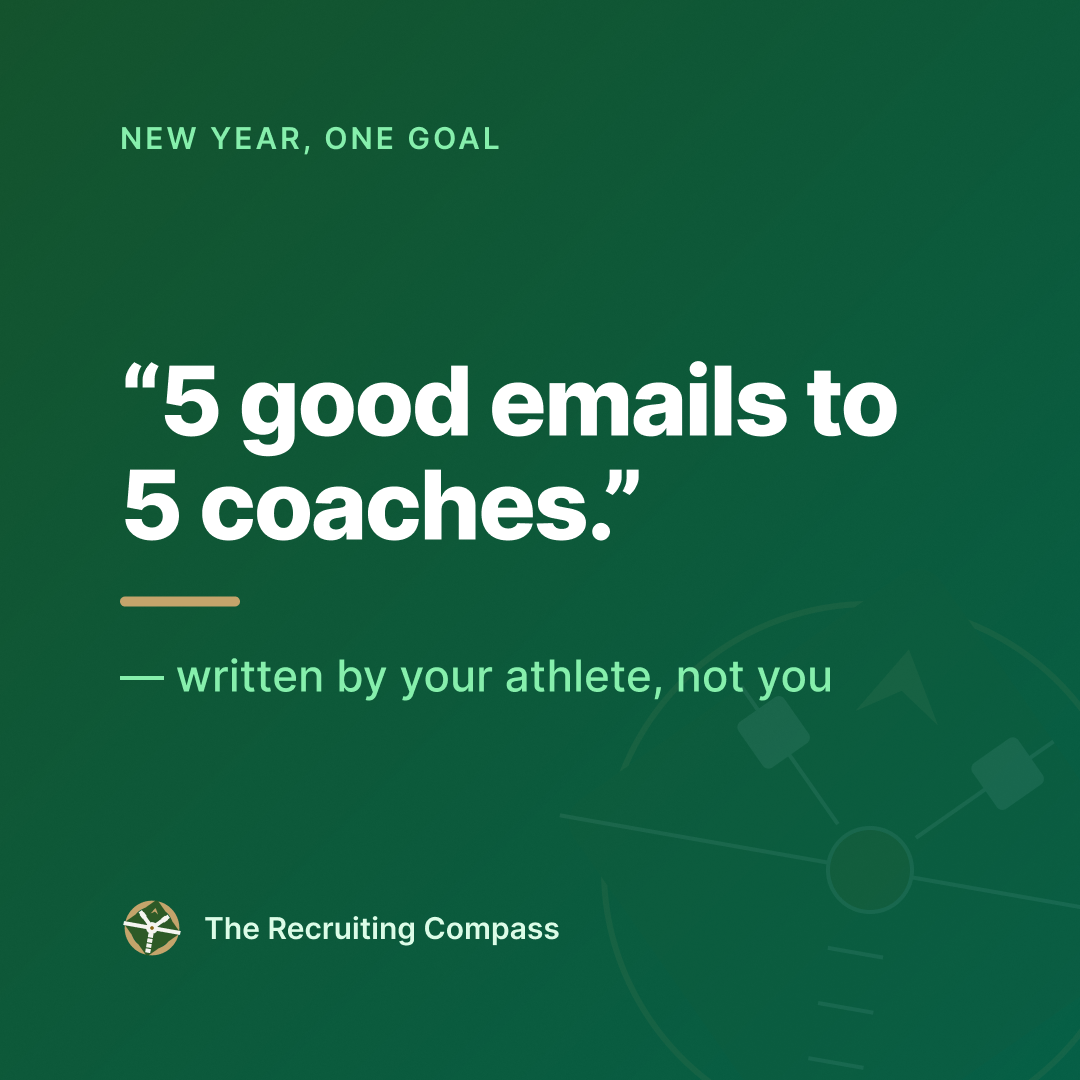 NEW YEAR, ONE GOAL
“5 good emails to
5 coaches.”
— written by your athlete, not you
The Recruiting Compass